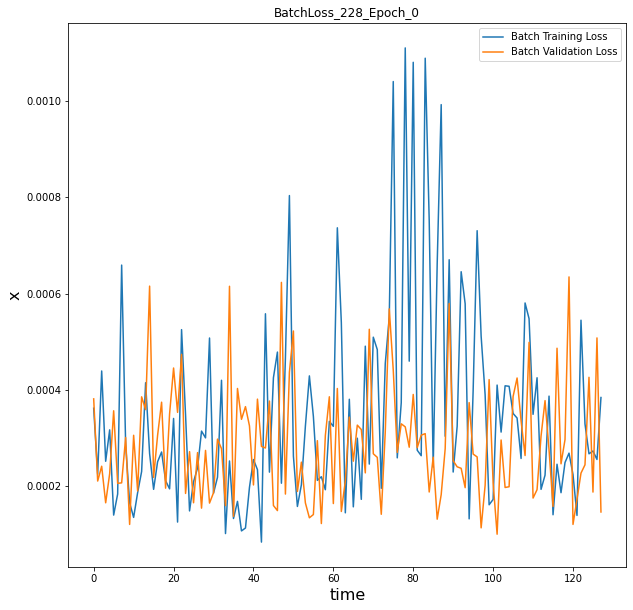 BatchLoss_228_Epoch_0
Batch Training Loss
Batch Validation Loss
0.0010
0.0008
0.0006
0.0004
0.0002
x
0 20 40 60 80 100 120
time